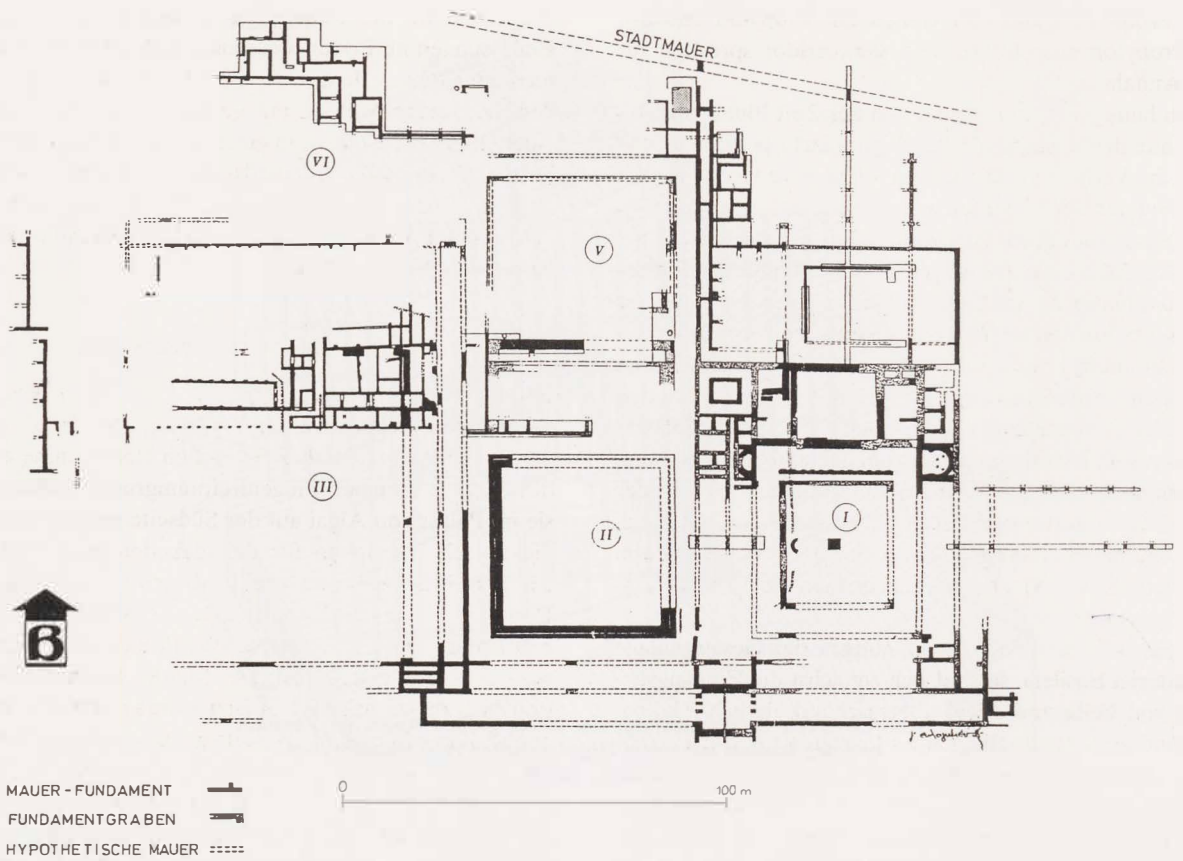 STADTMAUER
VI
V
III
II
I
6
0 100 m
MAUER-FUNDAMENT
FUNDAMENTGRABEN
HYPOTHETISCHE MAUER